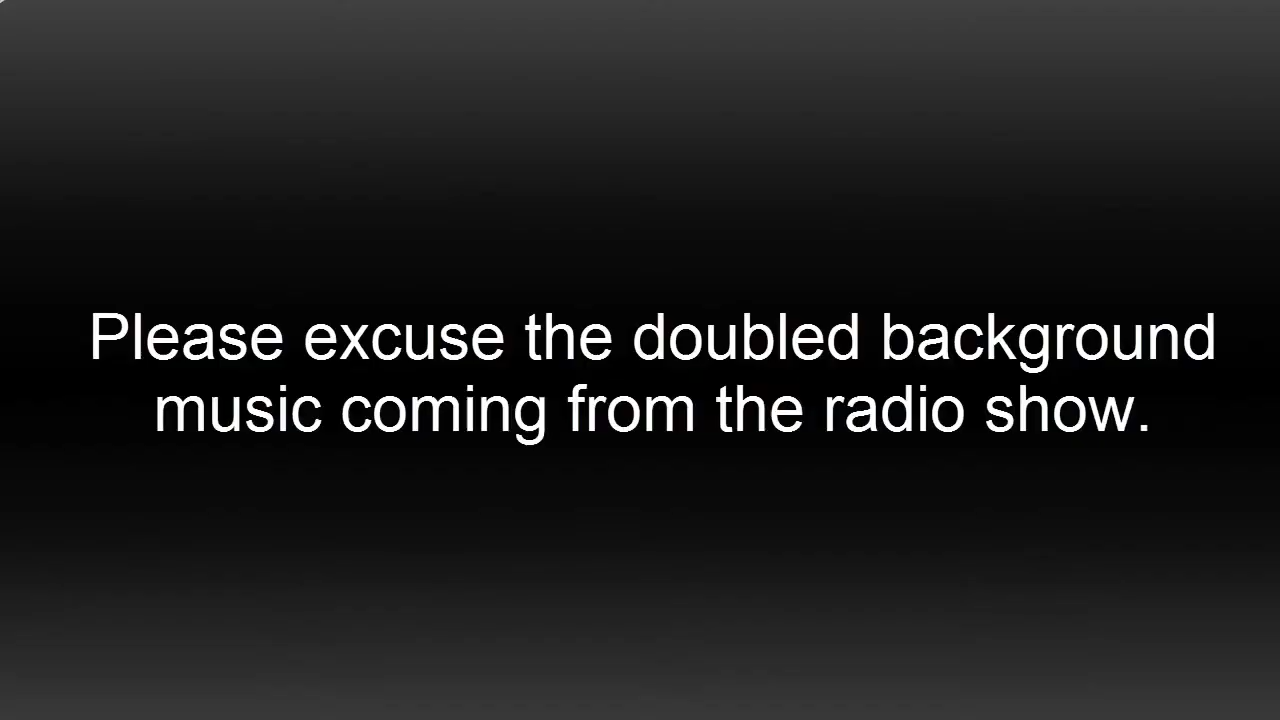 Please excuse the doubled background
music coming from the radio show.